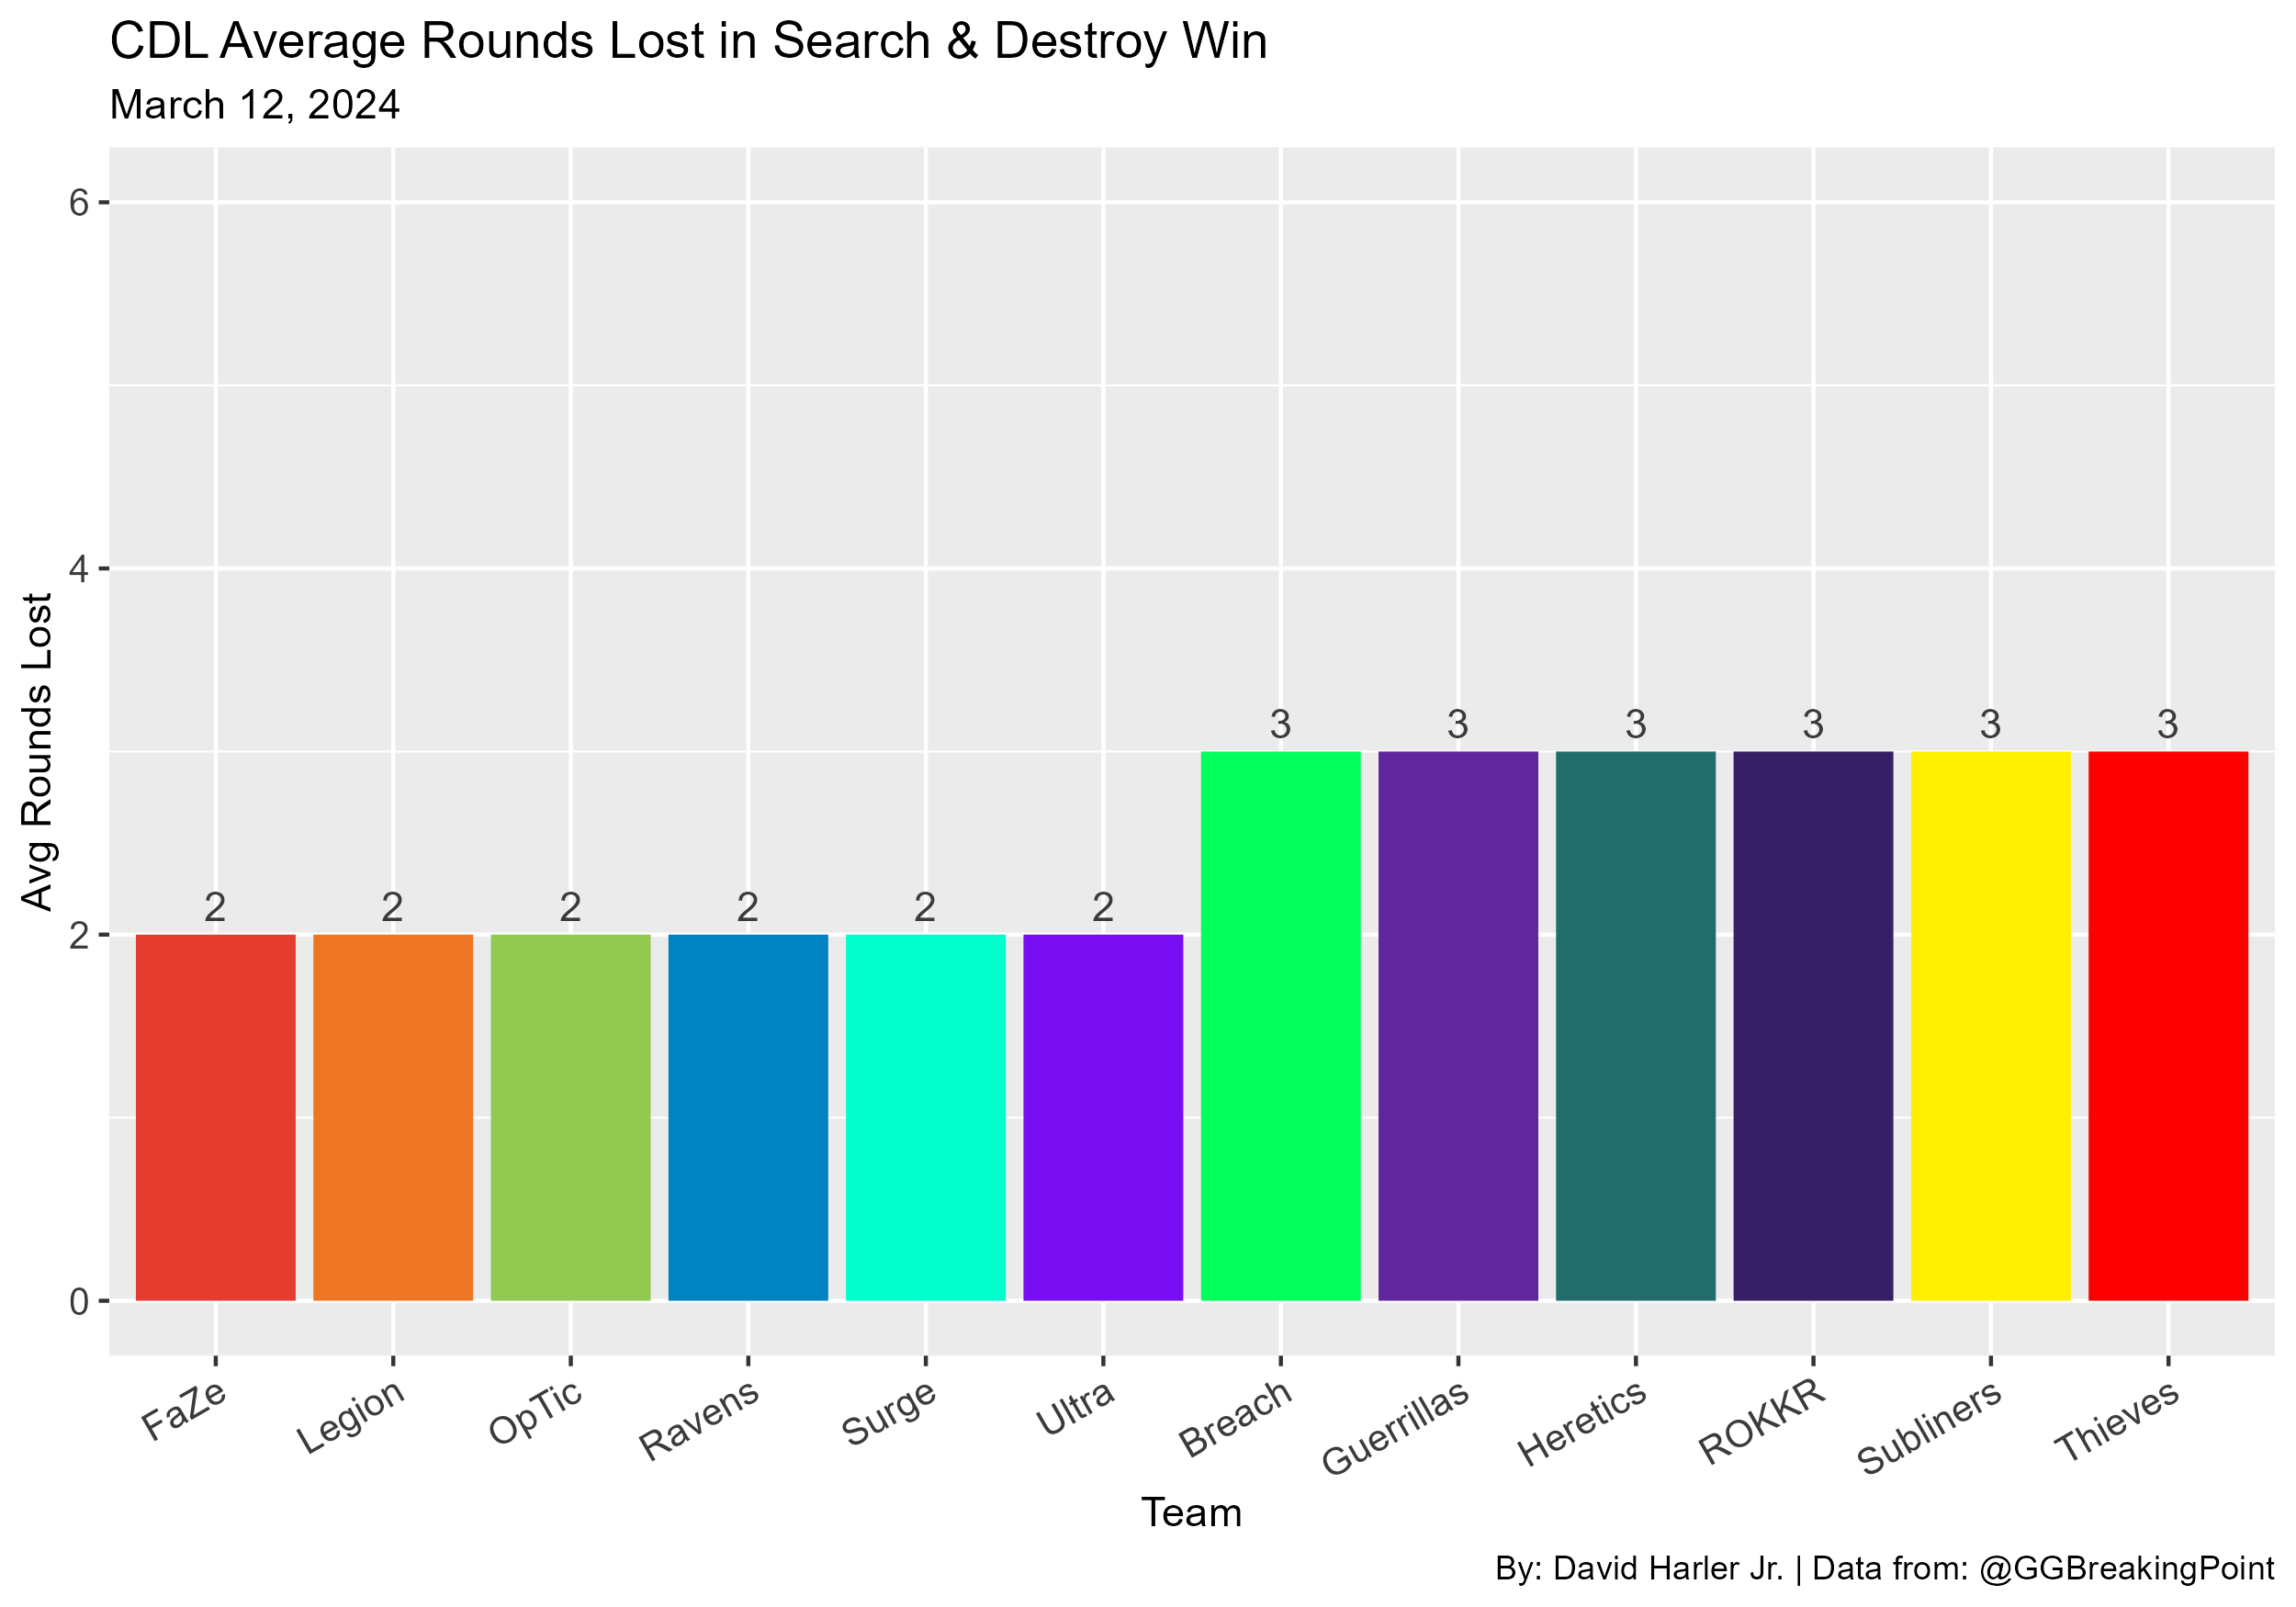 CDL Average Rounds Lost in Search & Destroy Win
March 12, 2024
6
4
2
0
Avg Rounds Lost
2 2 2 2 2 2 3 3 3 3 3 3
FaZe Legion OpTic Ravens Surge Ultra Breach Guerrillas Heretics ROKKR Subliners Thieves
Team
By: David Harler Jr. | Data from: @GGBreakingPoint